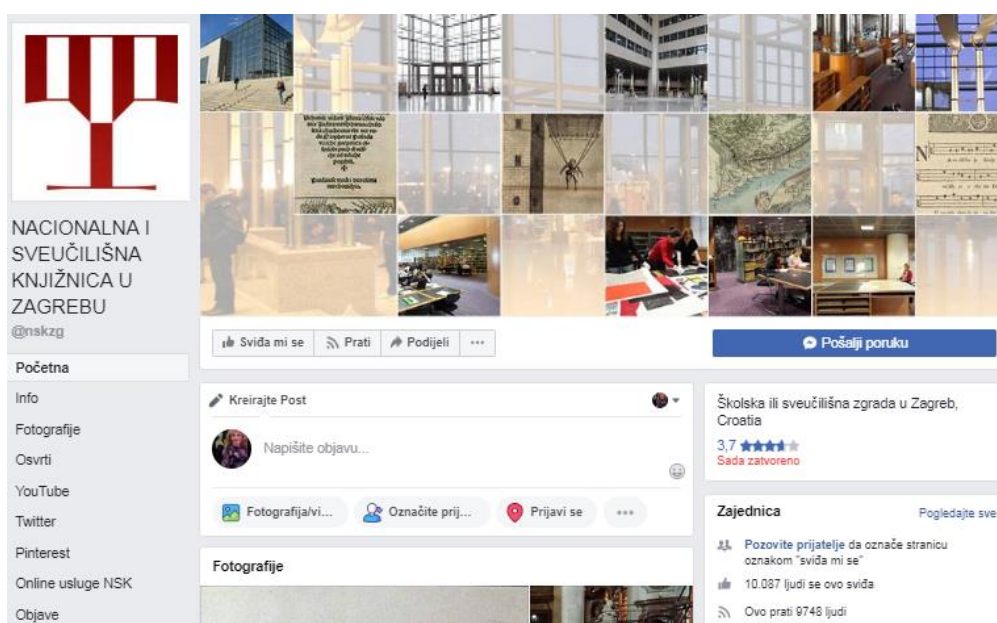 NACIONALNA I
SVEUČILIŠNA
KNJIŽNICA U
ZAGREBU
@nskzg
Početna
Info
Fotografije
Osvrti
YouTube
Twitter
Pinterest
Online usluge NSK
Objave
Sviđa mi se
Prati
Podijeli
Pošalji poruku
Kreirajte Post
Napišite objavu...
Fotografija/vi...
Označite prij...
Prijavi se
Fotografije
Školska ili sveučilišna zgrada u Zagreb,
Croatia
3,7
Sada zatvoreno
Zajednica
Pogledajte sve
Pozovite prijatelje da označe stranicu
oznakom "sviđa mi se"
10.087 ljudi se ovo sviđa
Ovo prati 9748 ljudi